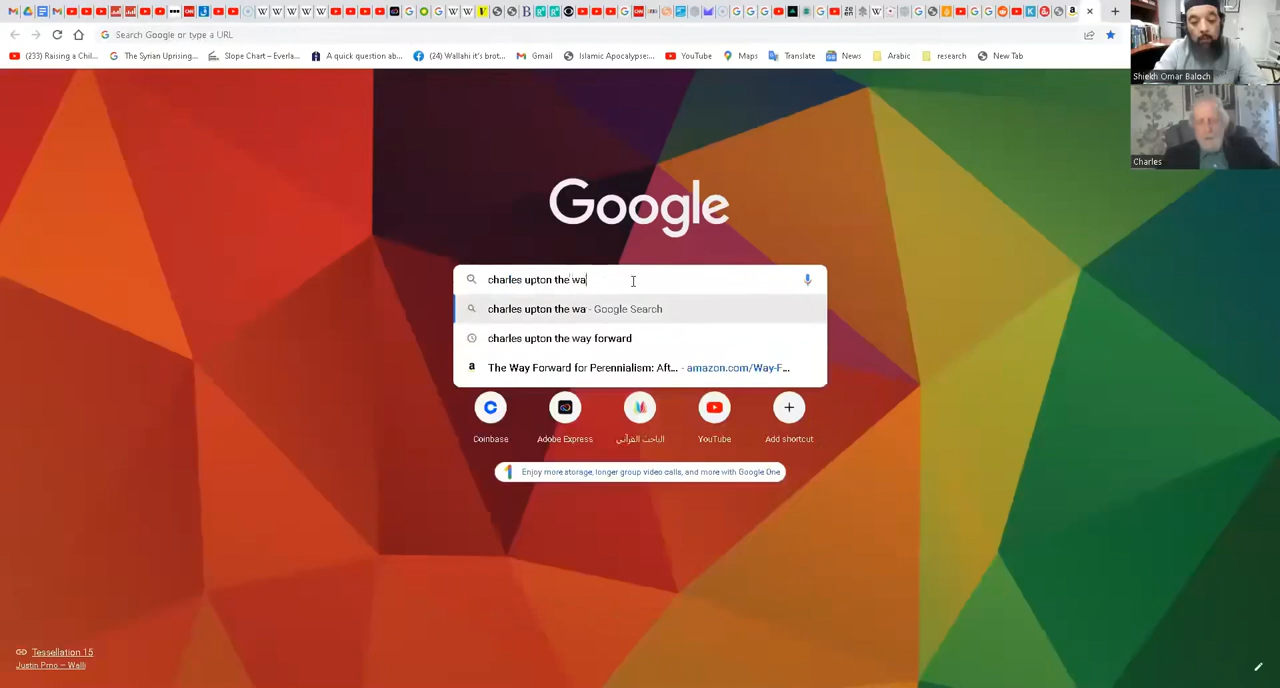 Search Google or type a URL
(233) Raising a Chil...
The Syrian Uprising...
Slope Chart – Everla...
A quick question ab...
(24) Wallahi it's brot...
Gmail
Islamic Apocalypse:...
YouTube
Maps
Translate
News
Arabic
research
New Tab
Shiekh Omar Baloch
Charles
Google
charles upton the wa
charles upton the wa - Google Search
charles upton the way forward
The Way Forward for Perennialism: Aft... - amazon.com/Way-F...
Coinbase
Adobe Express
الباحث القرآني
YouTube
Add shortcut
Enjoy more storage, longer group video calls, and more with Google One
Tessellation 15